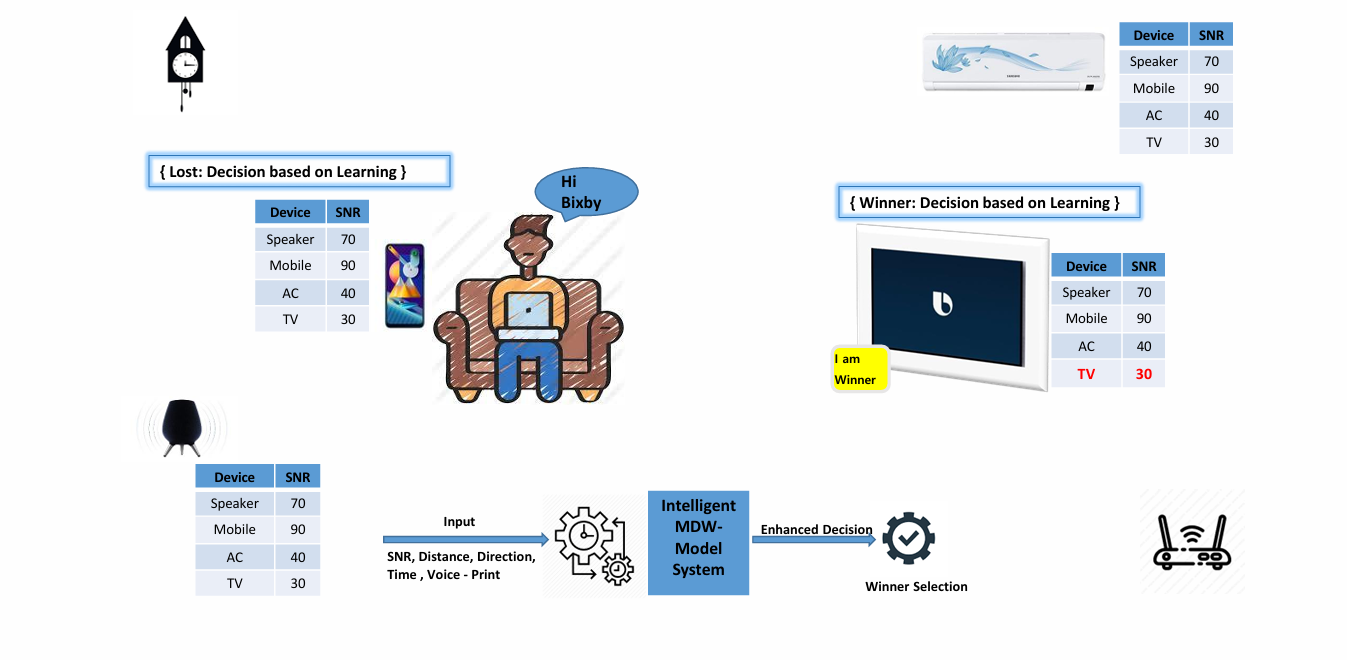 Device SNR
Speaker 70
Mobile 90
AC 40
TV 30
{ Lost: Decision based on Learning }
Hi
Bixby
Device SNR
Speaker 70
Mobile 90
AC 40
TV 30
{ Winner: Decision based on Learning }
I am
Winner
Device SNR
Speaker 70
Mobile 90
AC 40
TV 30
Device SNR
Speaker 70
Mobile 90
AC 40
TV 30
Input
SNR, Distance, Direction,
Time , Voice - Print
Intelligent
MDW-
Model
System
Enhanced Decision
Winner Selection